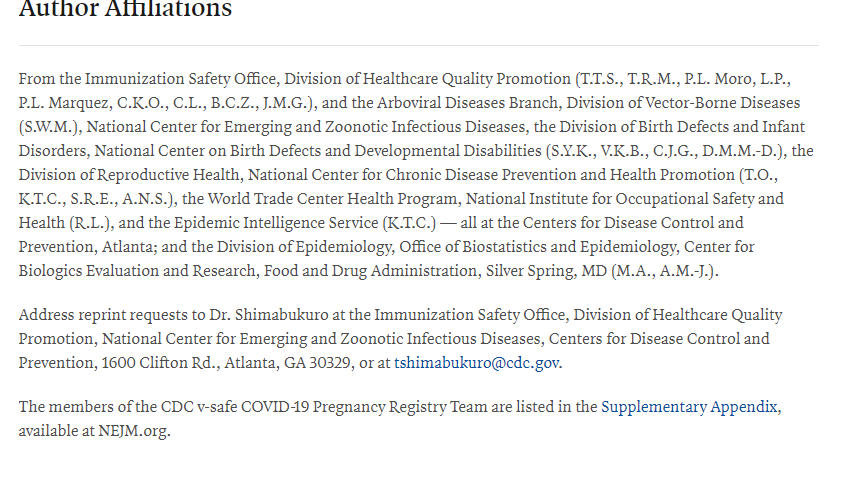 Author Affiliations
From the Immunization Safety Office, Division of Healthcare Quality Promotion (T.T.S., T.R.M., P.L. Moro, L.P.,
P.L. Marquez, C.K.O., C.L., B.C.Z., J.M.G.), and the Arboviral Diseases Branch, Division of Vector-Borne Diseases
(S.W.M.), National Center for Emerging and Zoonotic Infectious Diseases, the Division of Birth Defects and Infant
Disorders, National Center on Birth Defects and Developmental Disabilities (S.Y.K., V.K.B., C.J.G., D.M.M.-D.), the
Division of Reproductive Health, National Center for Chronic Disease Prevention and Health Promotion (T.O.,
K.T.C., S.R.E., A.N.S.), the World Trade Center Health Program, National Institute for Occupational Safety and
Health (R.L.), and the Epidemic Intelligence Service (K.T.C.) — all at the Centers for Disease Control and
Prevention, Atlanta; and the Division of Epidemiology, Office of Biostatistics and Epidemiology, Center for
Biologics Evaluation and Research, Food and Drug Administration, Silver Spring, MD (M.A., A.M.-J.).
Address reprint requests to Dr. Shimabukuro at the Immunization Safety Office, Division of Healthcare Quality
Promotion, National Center for Emerging and Zoonotic Infectious Diseases, Centers for Disease Control and
Prevention, 1600 Clifton Rd., Atlanta, GA 30329, or at tshimabukuro@cdc.gov.
The members of the CDC v-safe COVID-19 Pregnancy Registry Team are listed in the Supplementary Appendix,
available at NEJM.org.